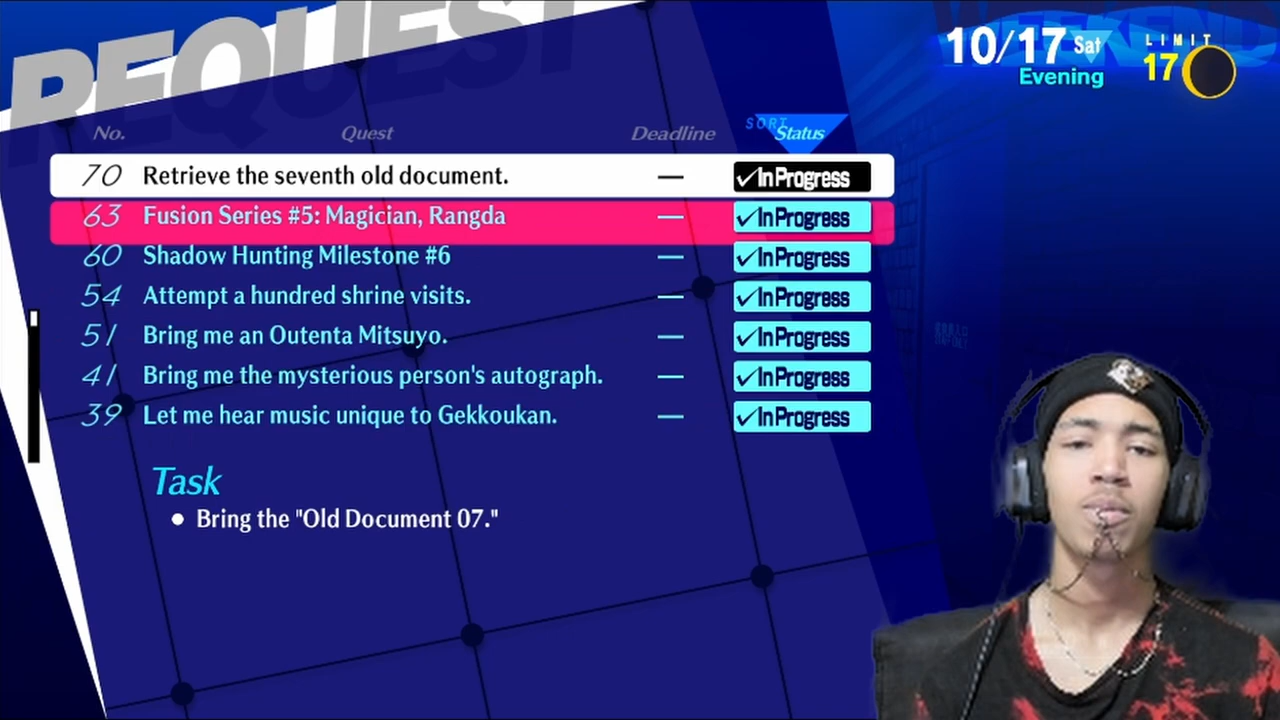 REQUEST
WEEKEND
10/17 Sat
Evening
LIMIT
17
No. Quest Deadline SORT Status
70 Retrieve the seventh old document. — In Progress
63 Fusion Series #5: Magician, Rangda — In Progress
60 Shadow Hunting Milestone #6 — In Progress
54 Attempt a hundred shrine visits. — In Progress
51 Bring me an Outenta Mitsuyo. — In Progress
41 Bring me the mysterious person's autograph. — In Progress
39 Let me hear music unique to Gekkoukan. — In Progress
Task
• Bring the "Old Document 07."